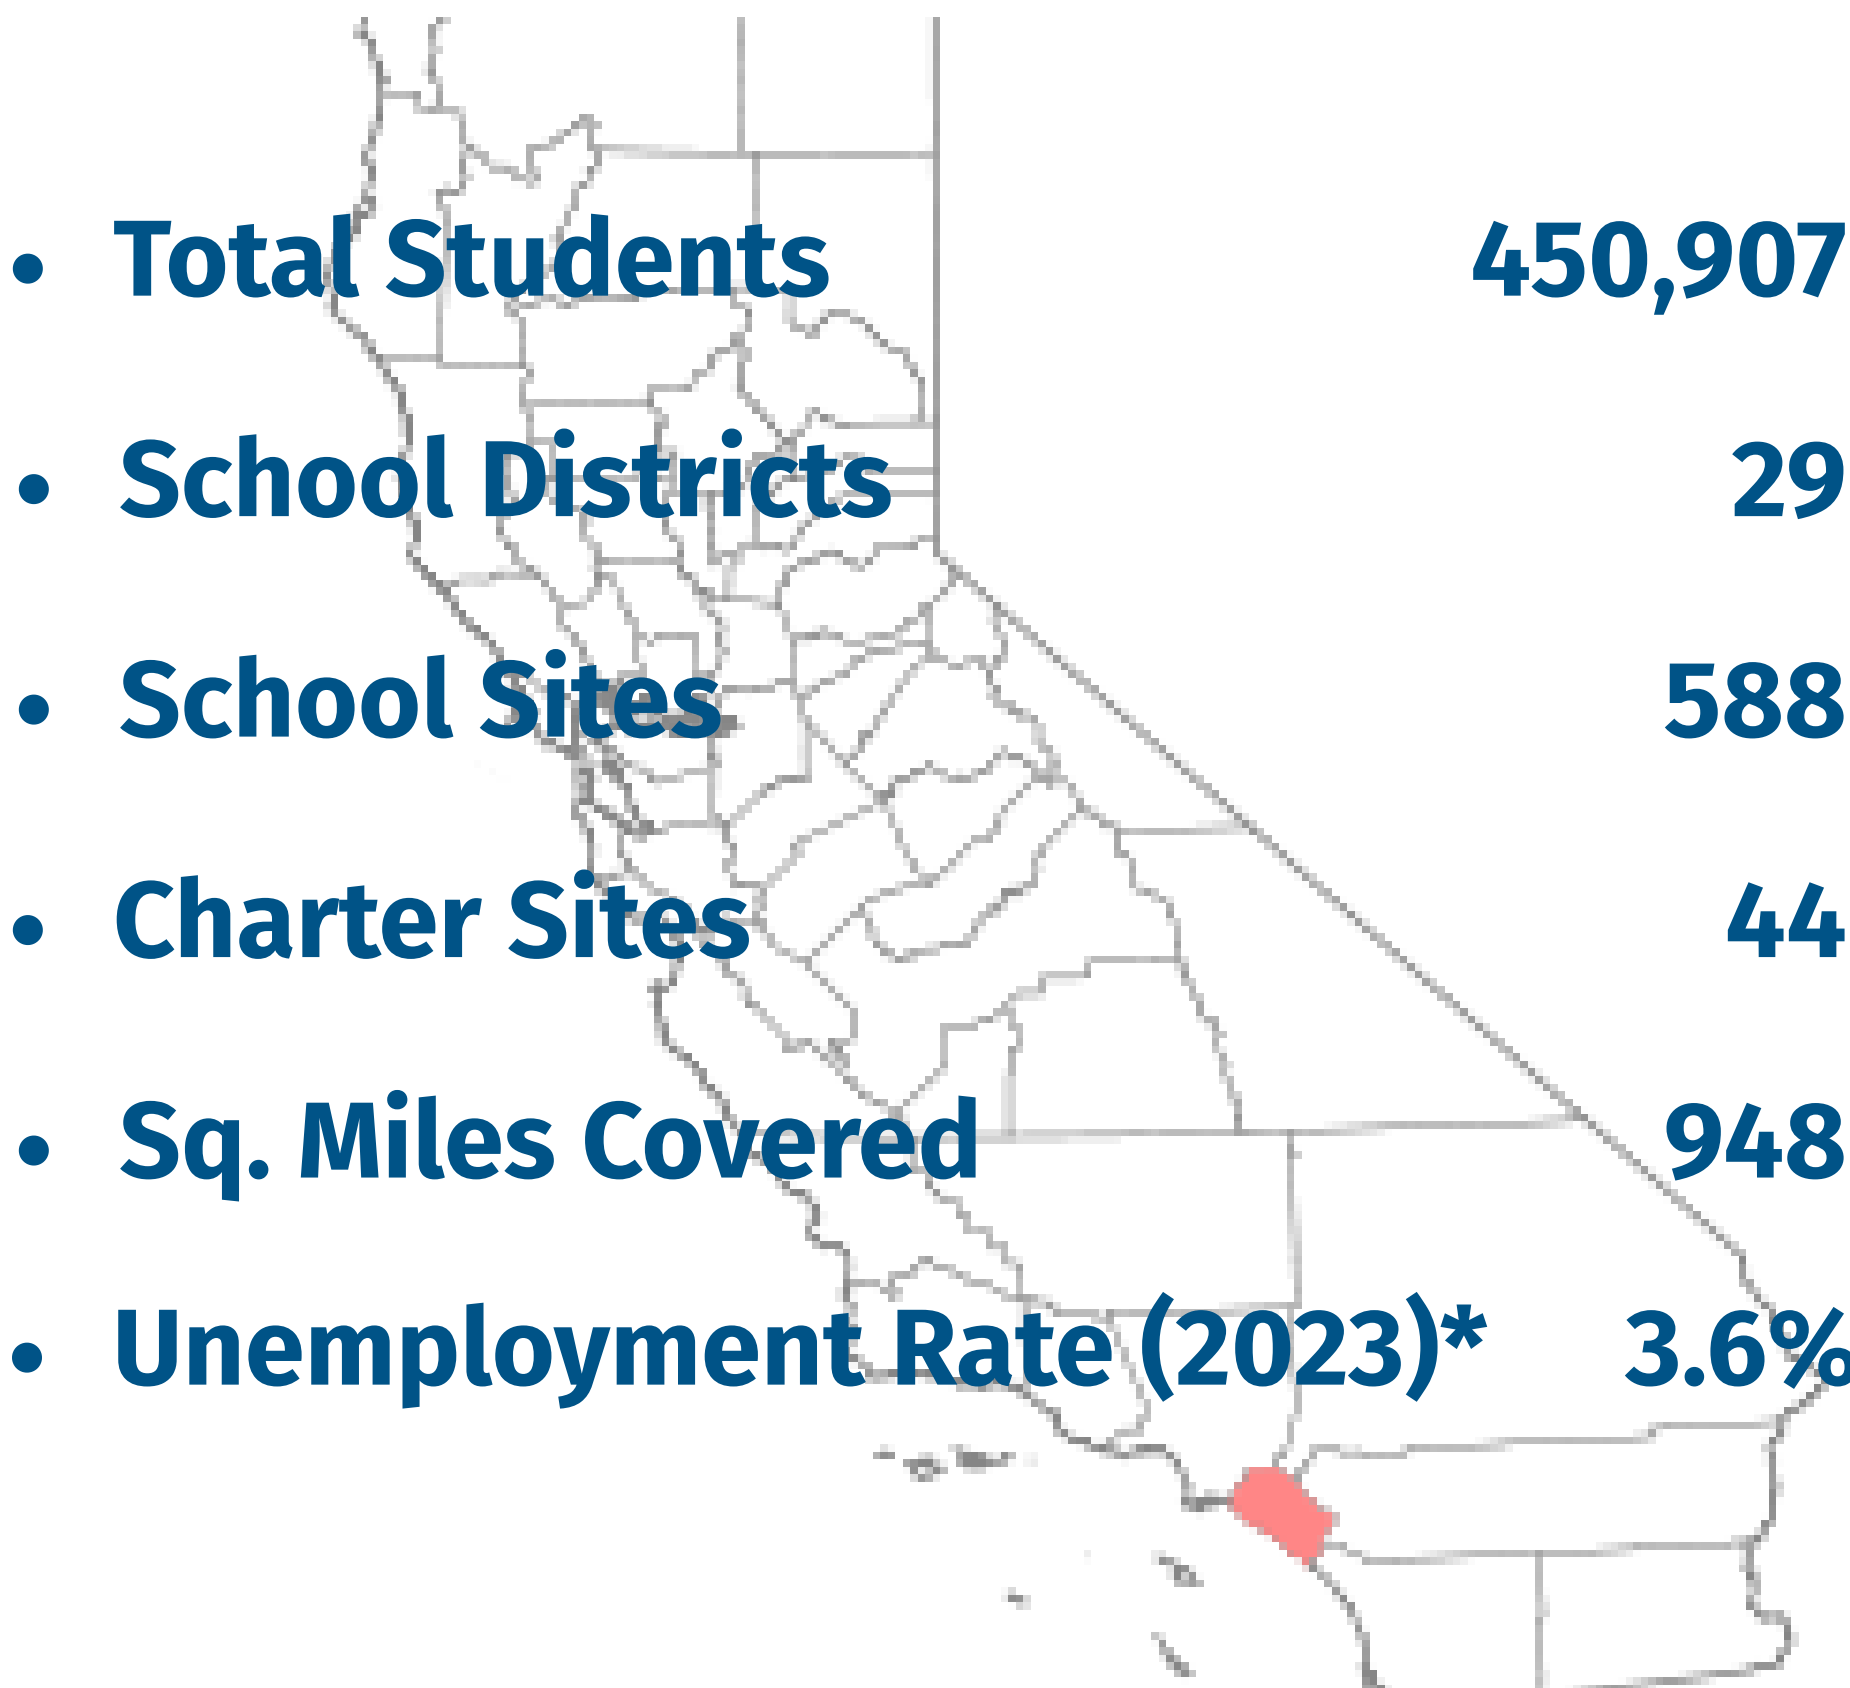 • Total Students 450,907
• School Districts 29
• School Sites 588
• Charter Sites 44
• Sq. Miles Covered 948
• Unemployment Rate (2023)* 3.6%